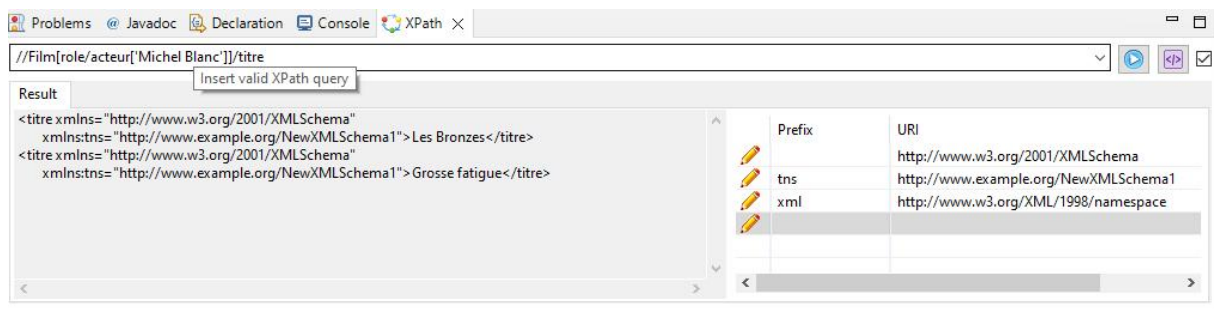 Problems @ Javadoc Declaration Console XPath
//Film[role/acteur['Michel Blanc']]/titre
Insert valid XPath query
Result
<titre xmlns="http://www.w3.org/2001/XMLSchema"
xmlns:tns="http://www.example.org/NewXMLSchema1">Les Bronzes</titre>
<titre xmlns="http://www.w3.org/2001/XMLSchema"
xmlns:tns="http://www.example.org/NewXMLSchema1">Grosse fatigue</titre>
Prefix URI
http://www.w3.org/2001/XMLSchema
tns http://www.example.org/NewXMLSchema1
xml http://www.w3.org/XML/1998/namespace